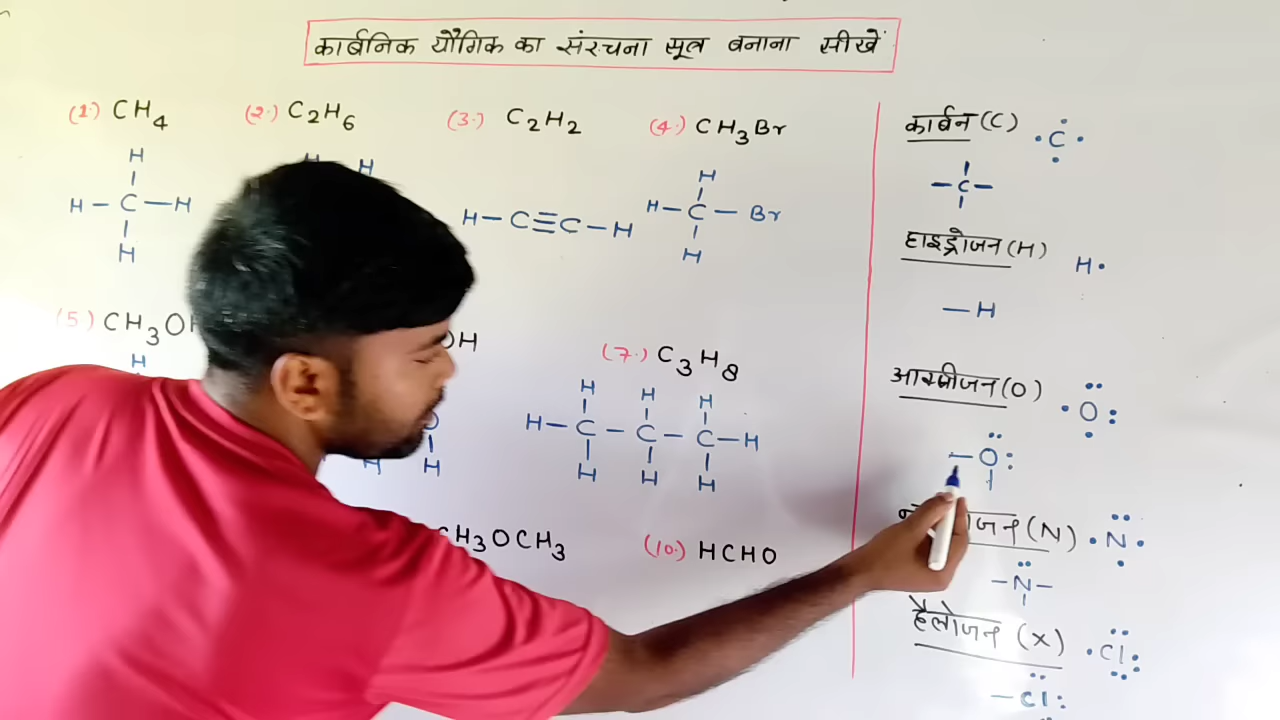 कार्बनिक यौगिक का संरचना सूत्र बनाना सीखें
(1.) CH4
H
H – C – H
H
(2.) C2H6
H H
(3.) C2H2
H – C ≡ C – H
(4.) CH3Br
H
H – C – Br
H
(5) CH3OH
H
OH
O
H H
(7.) C3H8
H H H
H – C – C – C – H
H H H
CH3OCH3
(10.) HCHO
कार्बन (C) C
– C –
हाइड्रोजन (H) H
– H
आक्सीजन (O) O
– O
जन (N) N
– N –
हैलोजन (X) Cl
– Cl